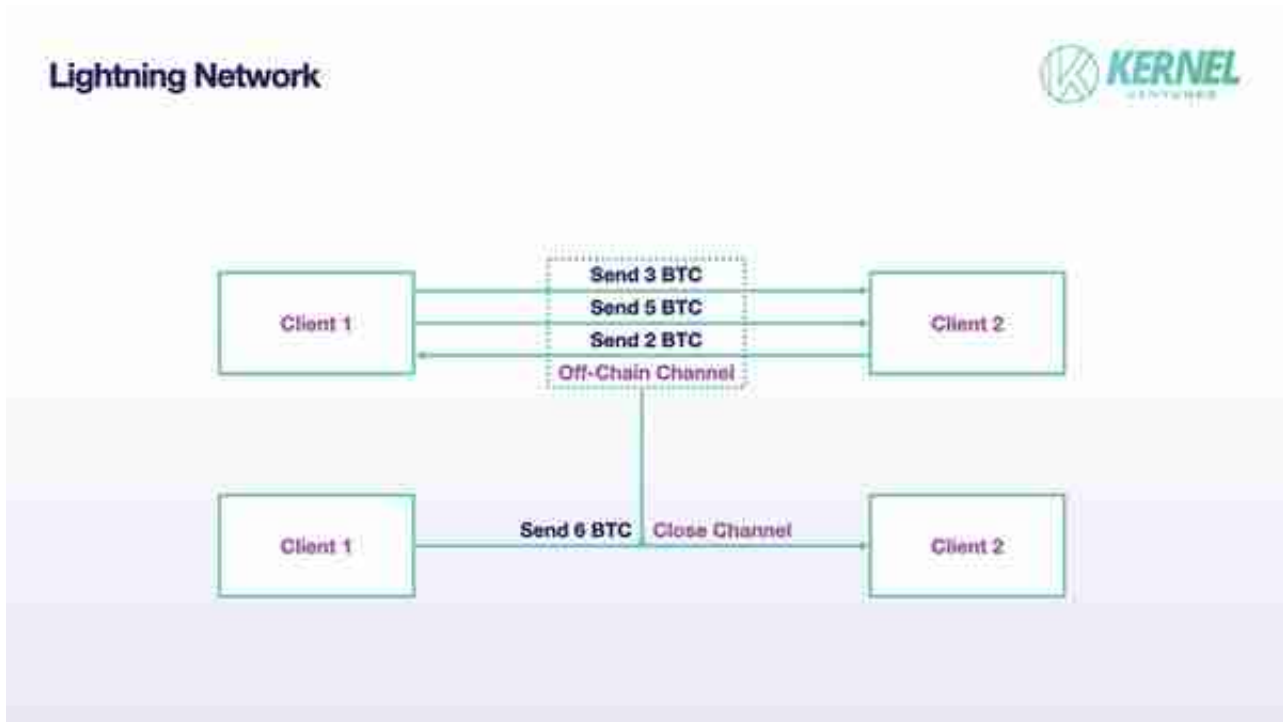 Lightning Network
KERNEL
VENTURES
Send 3 BTC
Client 1
Send 5 BTC
Client 2
Send 2 BTC
Off-Chain Channel
Client 1
Send 6 BTC
Close Channel
Client 2